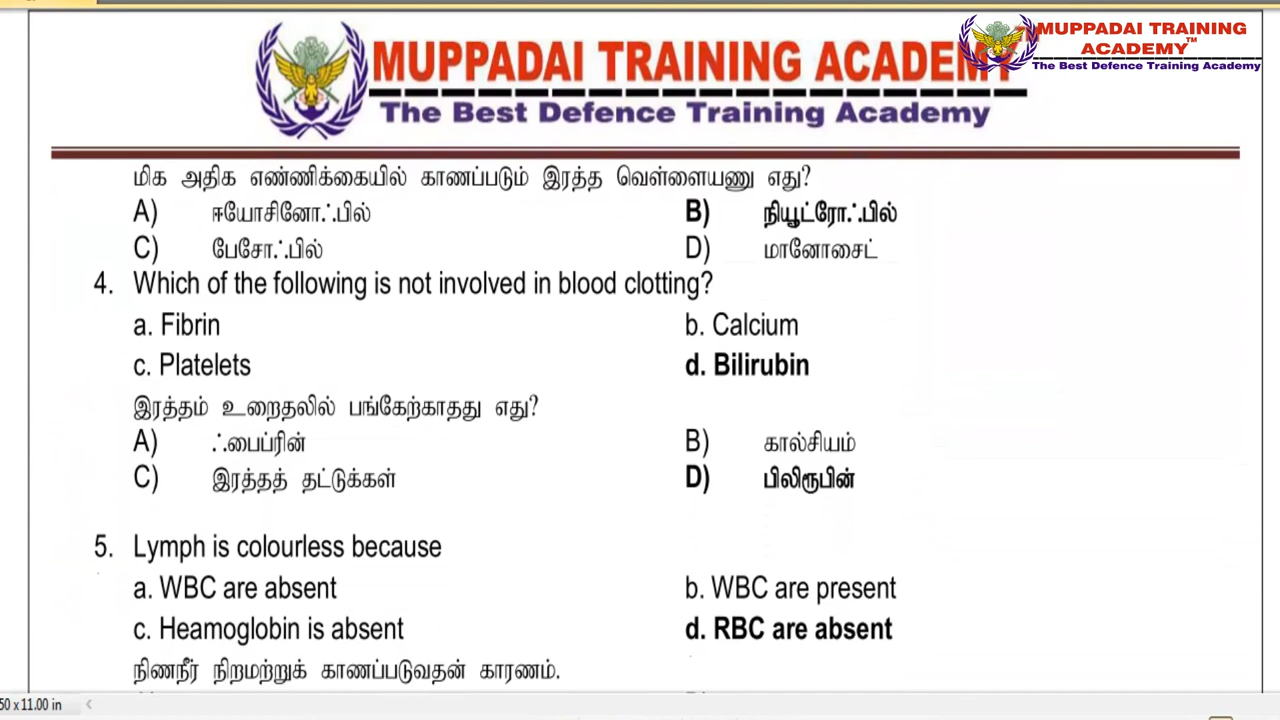 MUPPADAI TRAINING ACADEMY
The Best Defence Training Academy
MUPPADAI TRAINING
ACADEMY™
The Best Defence Training Academy
மிக அதிக எண்ணிக்கையில் காணப்படும் இரத்த வெள்ளையணு எது?
A) ஈயோசினோஃபில் B) நியூட்ரோஃபில்
C) பேசோஃபில் D) மானோசைட்
4. Which of the following is not involved in blood clotting?
a. Fibrin b. Calcium
c. Platelets d. Bilirubin
இரத்தம் உறைதலில் பங்கேற்காதது எது?
A) ஃபைப்ரின் B) கால்சியம்
C) இரத்தத் தட்டுக்கள் D) பிலிரூபின்
5. Lymph is colourless because
a. WBC are absent b. WBC are present
c. Heamoglobin is absent d. RBC are absent
நிணநீர் நிறமற்றுக் காணப்படுவதன் காரணம்.
50 x 11.00 in